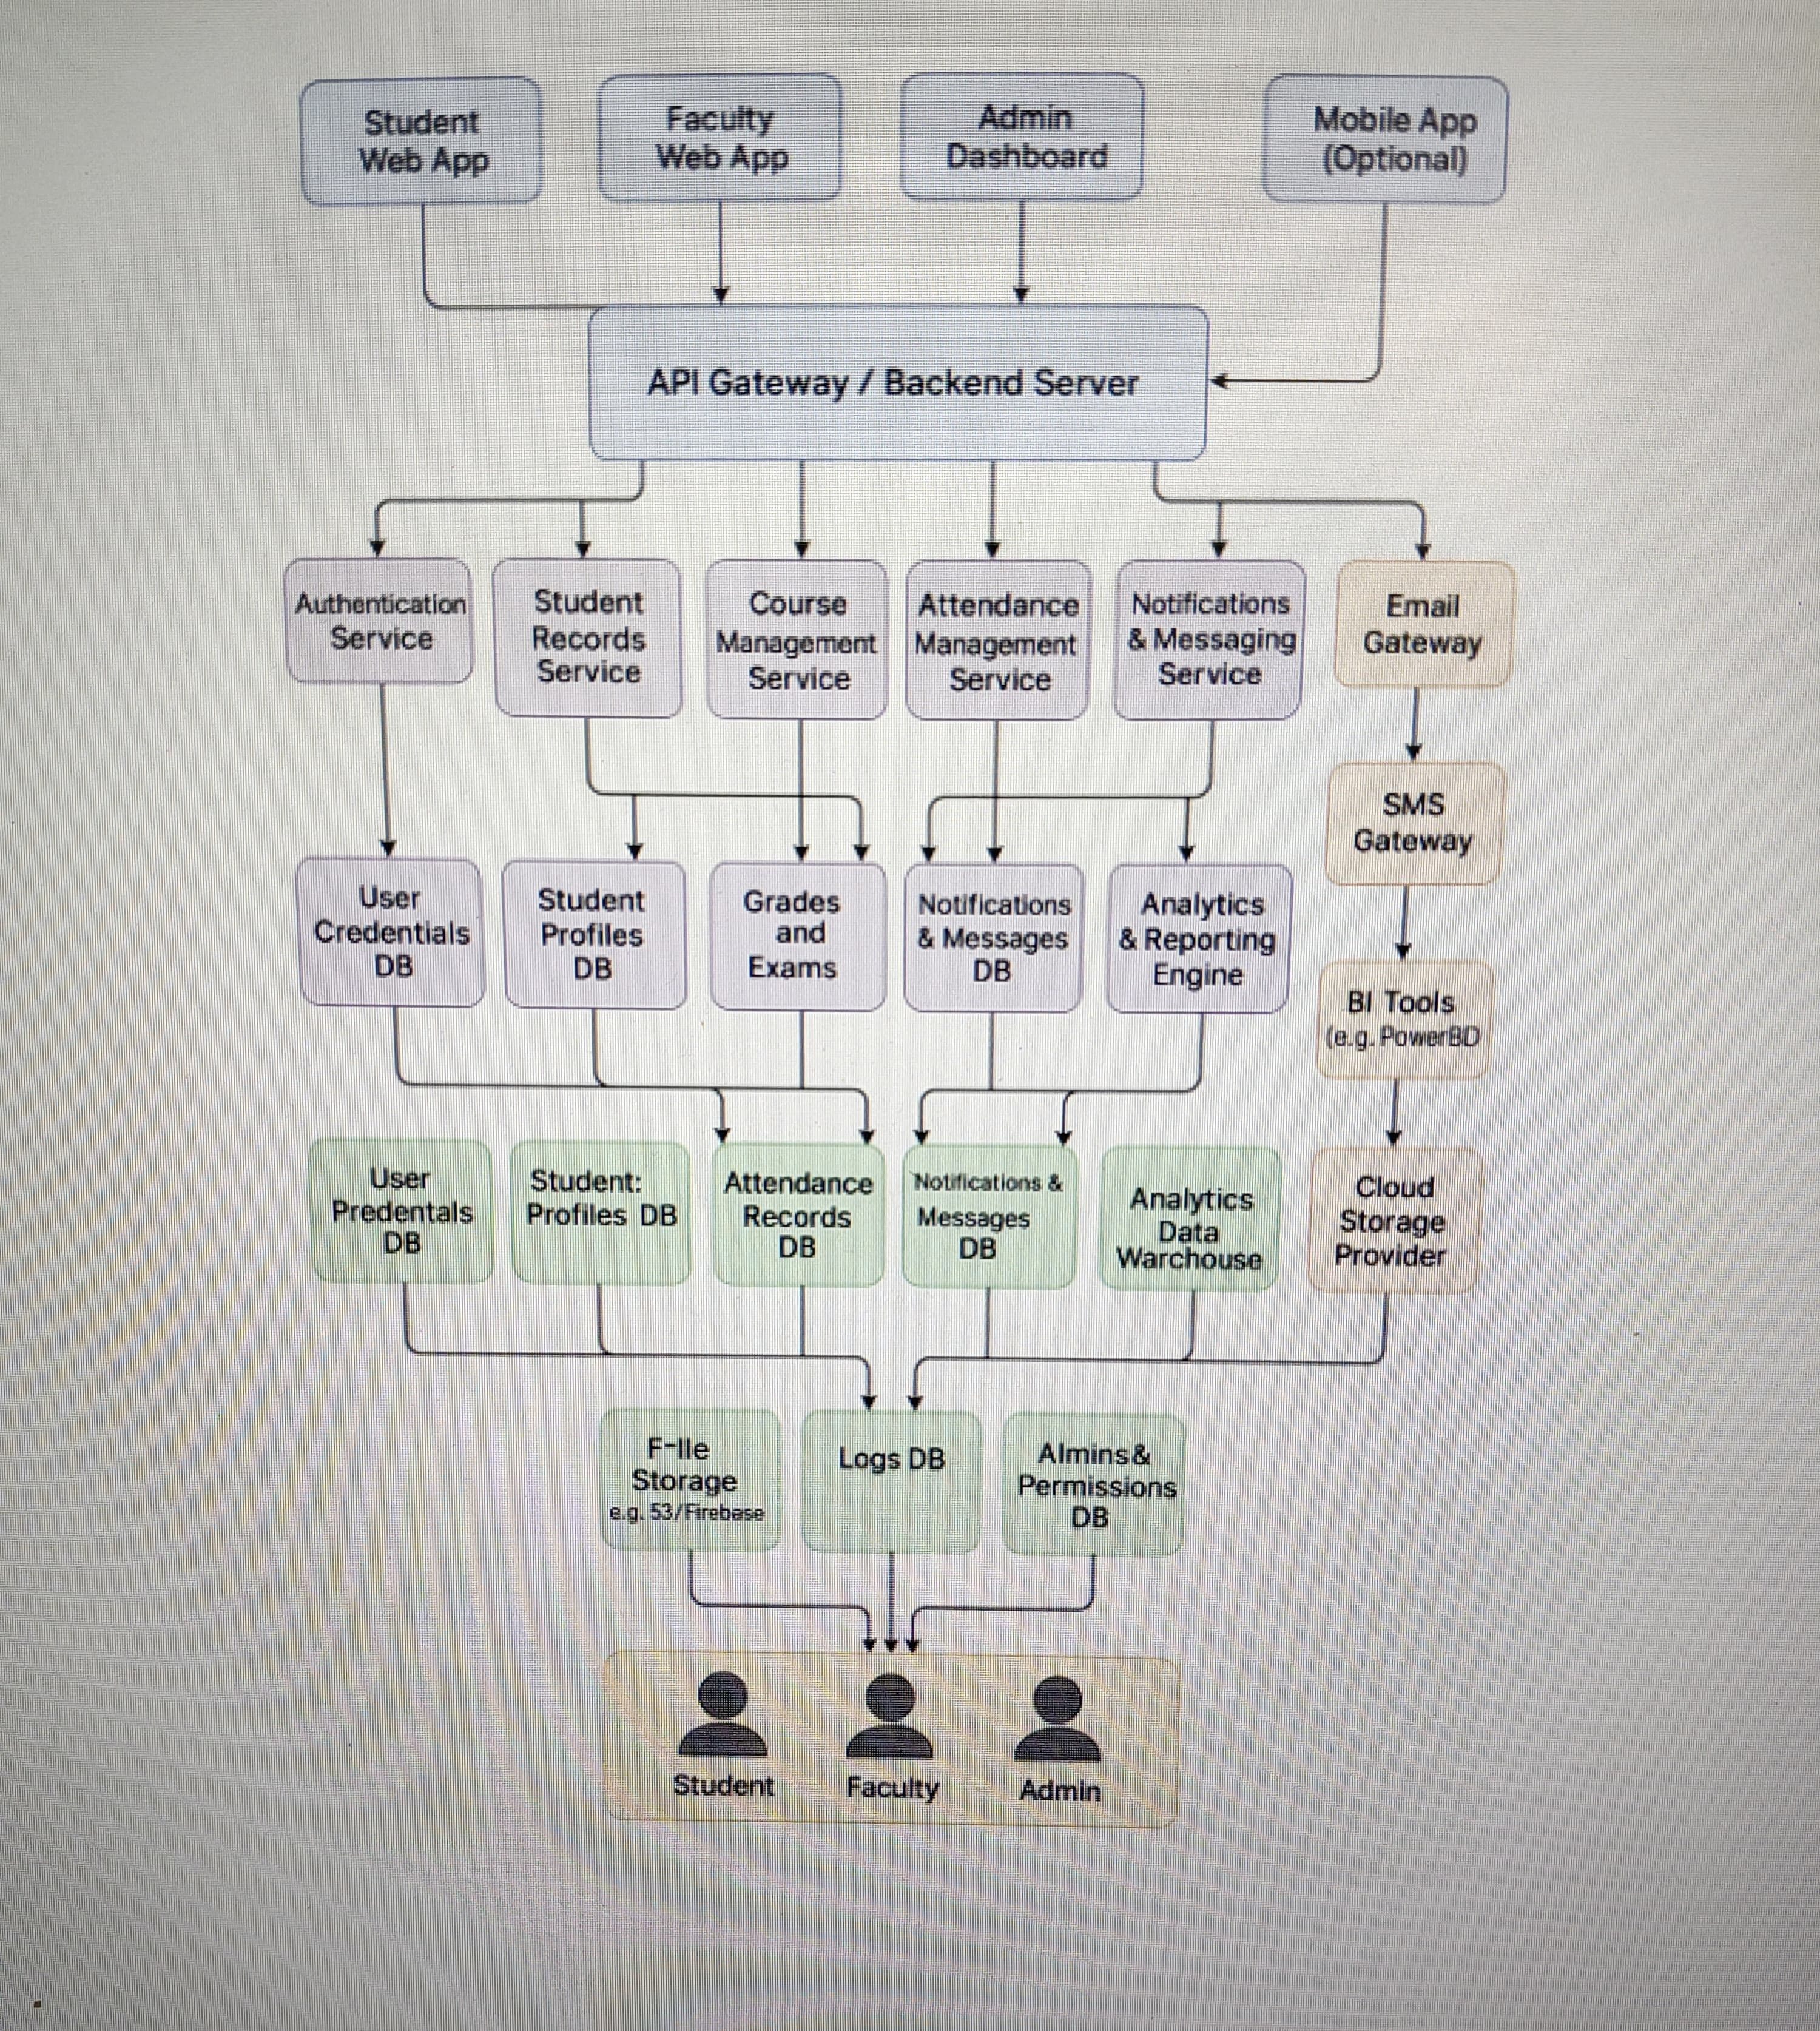 Student
Web App
Faculty
Web App
Admin
Dashboard
Mobile App
(Optional)
API Gateway / Backend Server
Authentication
Service
Student
Records
Service
Course
Management
Service
Attendance
Management
Service
Notifications
& Messaging
Service
Email
Gateway
SMS
Gateway
User
Credentials
DB
Student
Profiles
DB
Grades
and
Exams
Notifications
& Messages
DB
Analytics
& Reporting
Engine
BI Tools
(e.g. PowerBD
User
Predentals
DB
Student:
Profiles DB
Attendance
Records
DB
Notifications &
Messages
DB
Analytics
Data
Warchouse
Cloud
Storage
Provider
F-lle
Storage
e.g. 53/Firebase
Logs DB
Almins &
Permissions
DB
Student
Faculty
Admin